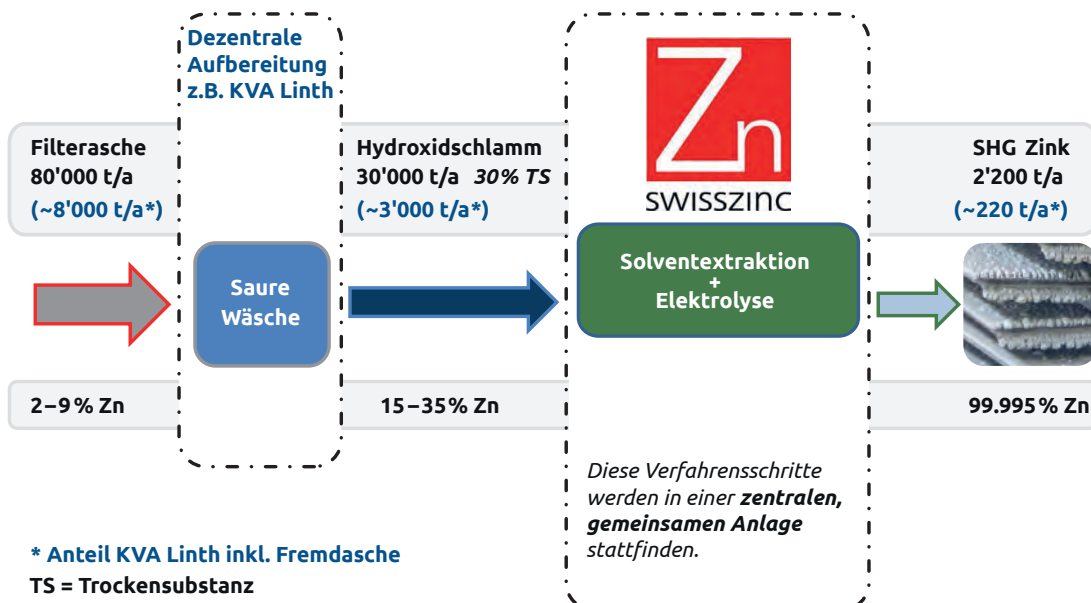 Dezentrale
Aufbereitung
z.B. KVA Linth
Filterasche
80'000 t/a
(~8'000 t/a*)
Hydroxidschlamm
30'000 t/a 30% TS
(~3'000 t/a*)
Zn
SWISSZINC
SHG Zink
2'200 t/a
(~220 t/a*)
Saure
Wäsche
Solventextraktion
+
Elektrolyse
2–9% Zn
15–35% Zn
99.995% Zn
Diese Verfahrensschritte
werden in einer zentralen,
gemeinsamen Anlage
stattfinden.
* Anteil KVA Linth inkl. Fremdasche
TS = Trockensubstanz